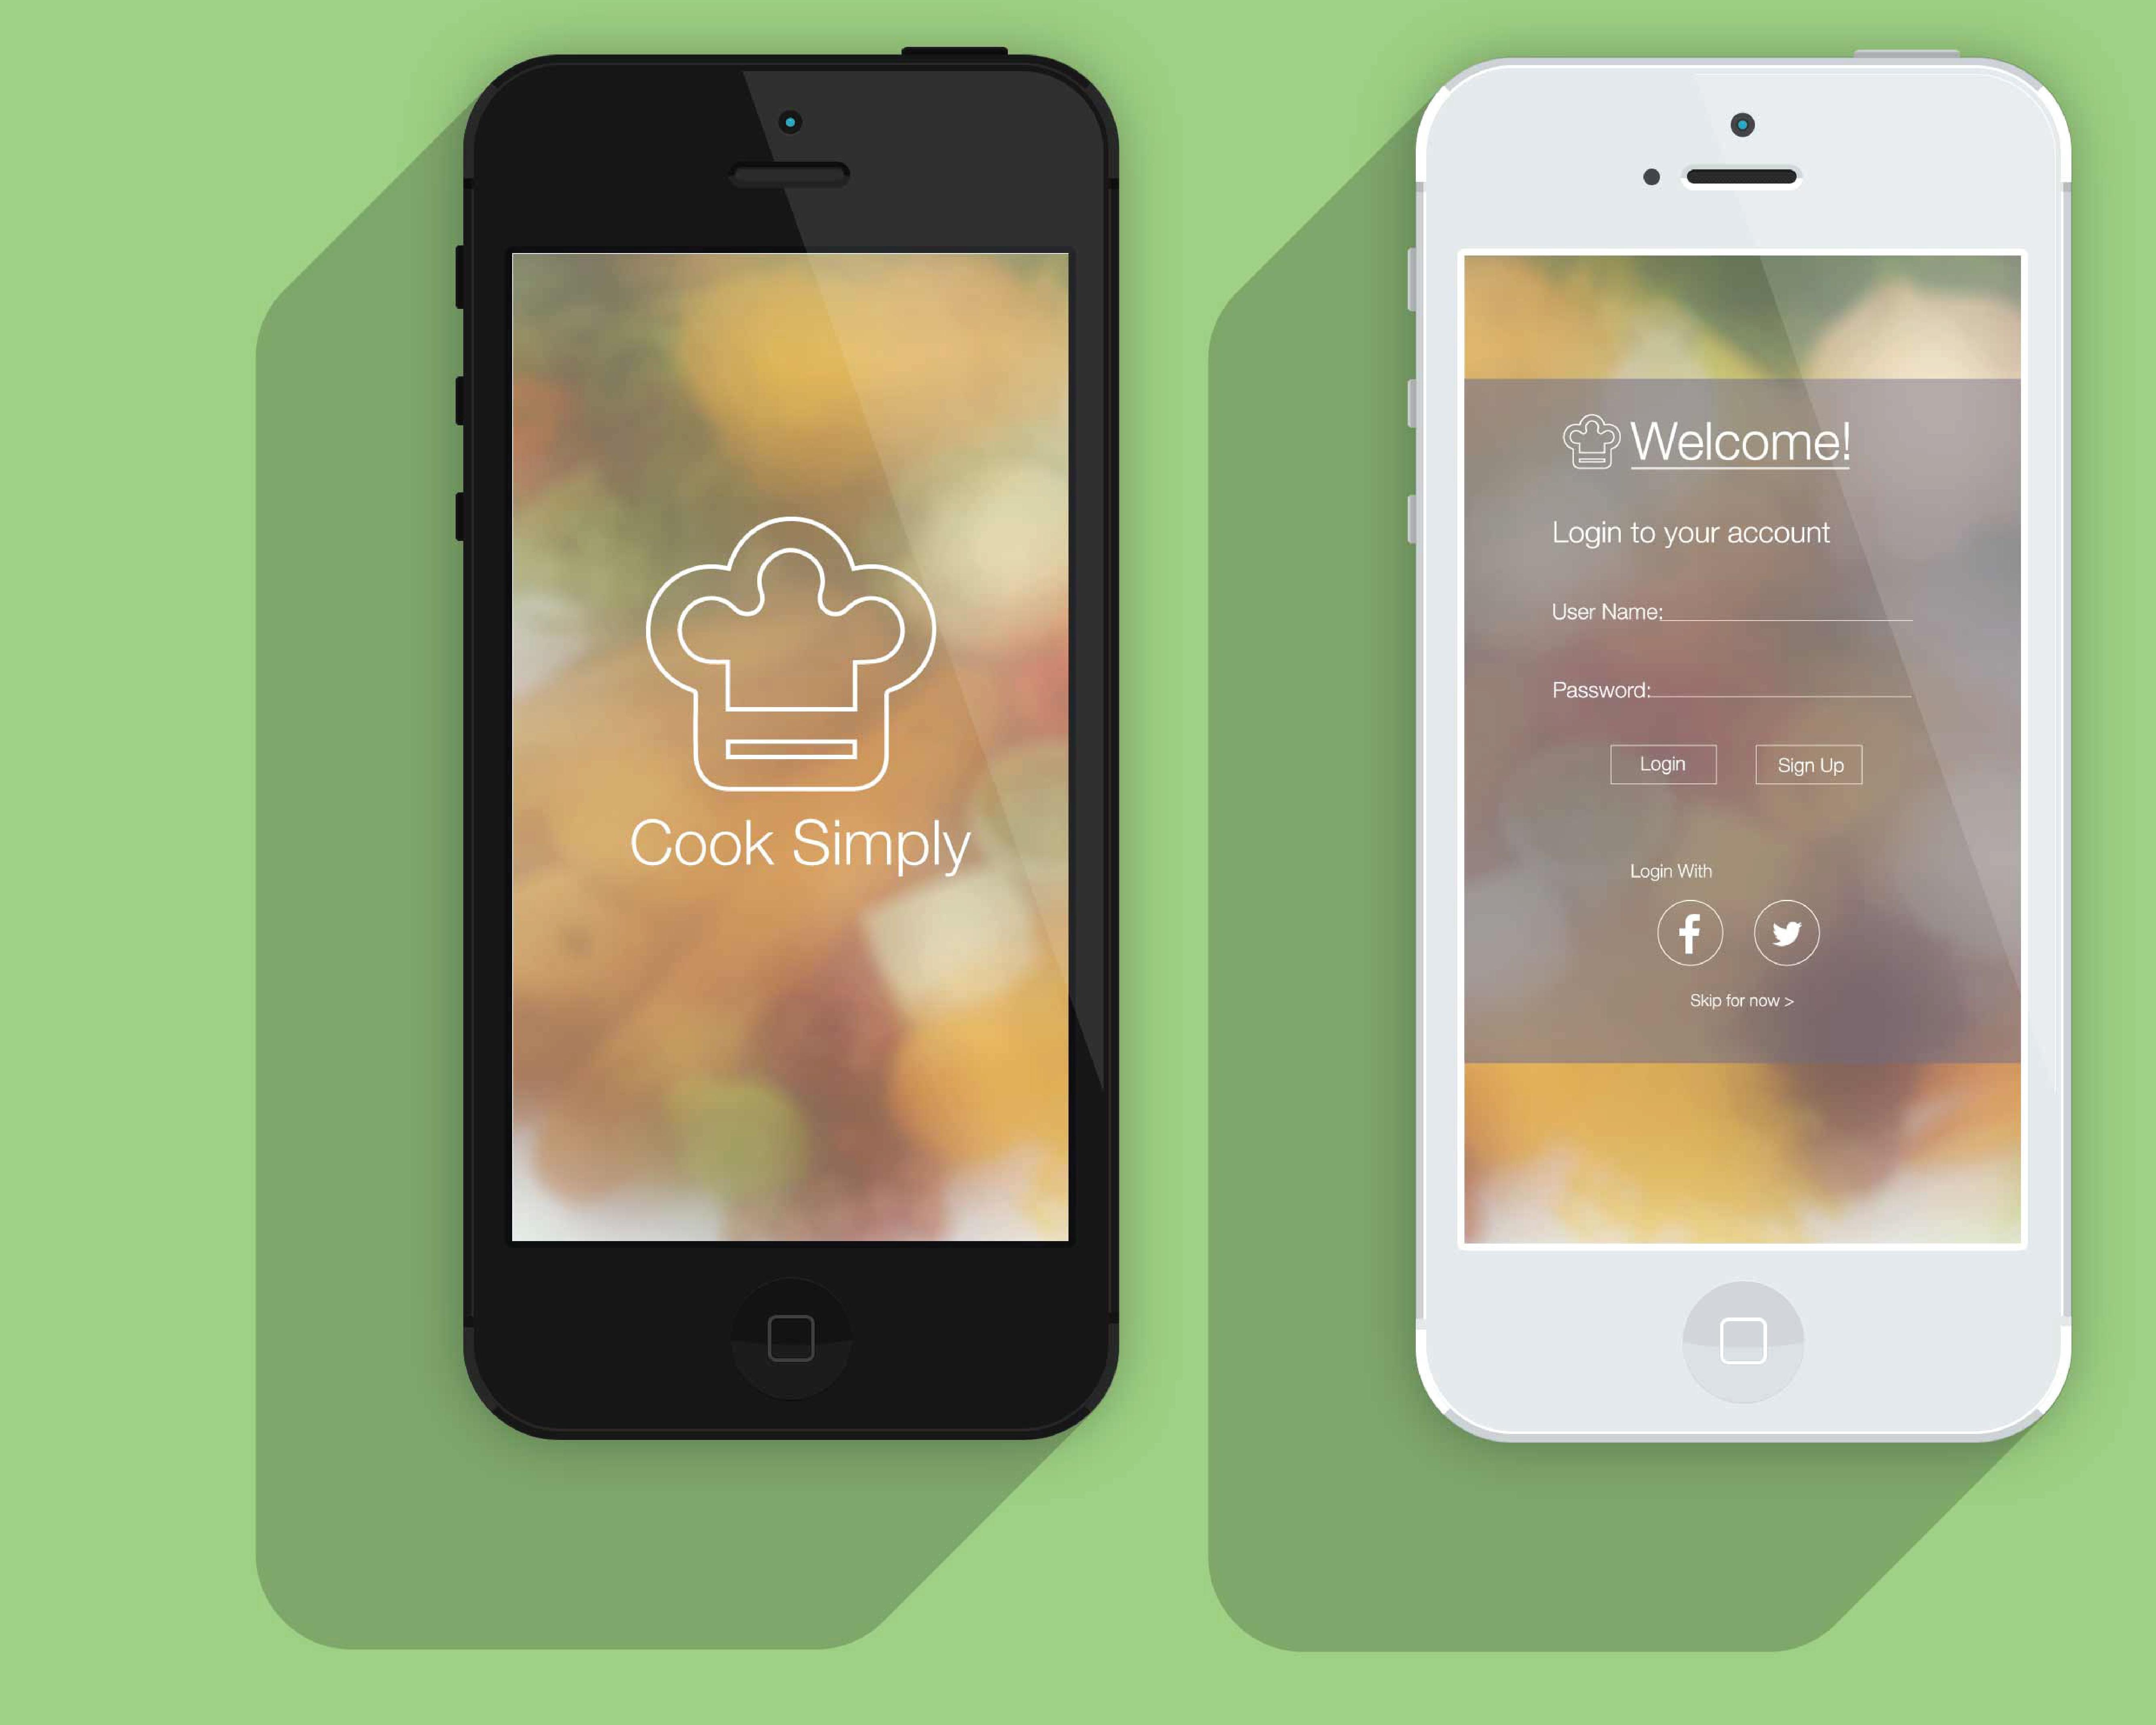 Cook Simply
Welcome!
Login to your account
User Name:
Password:
Login
Sign Up
Login With
Skip for now >